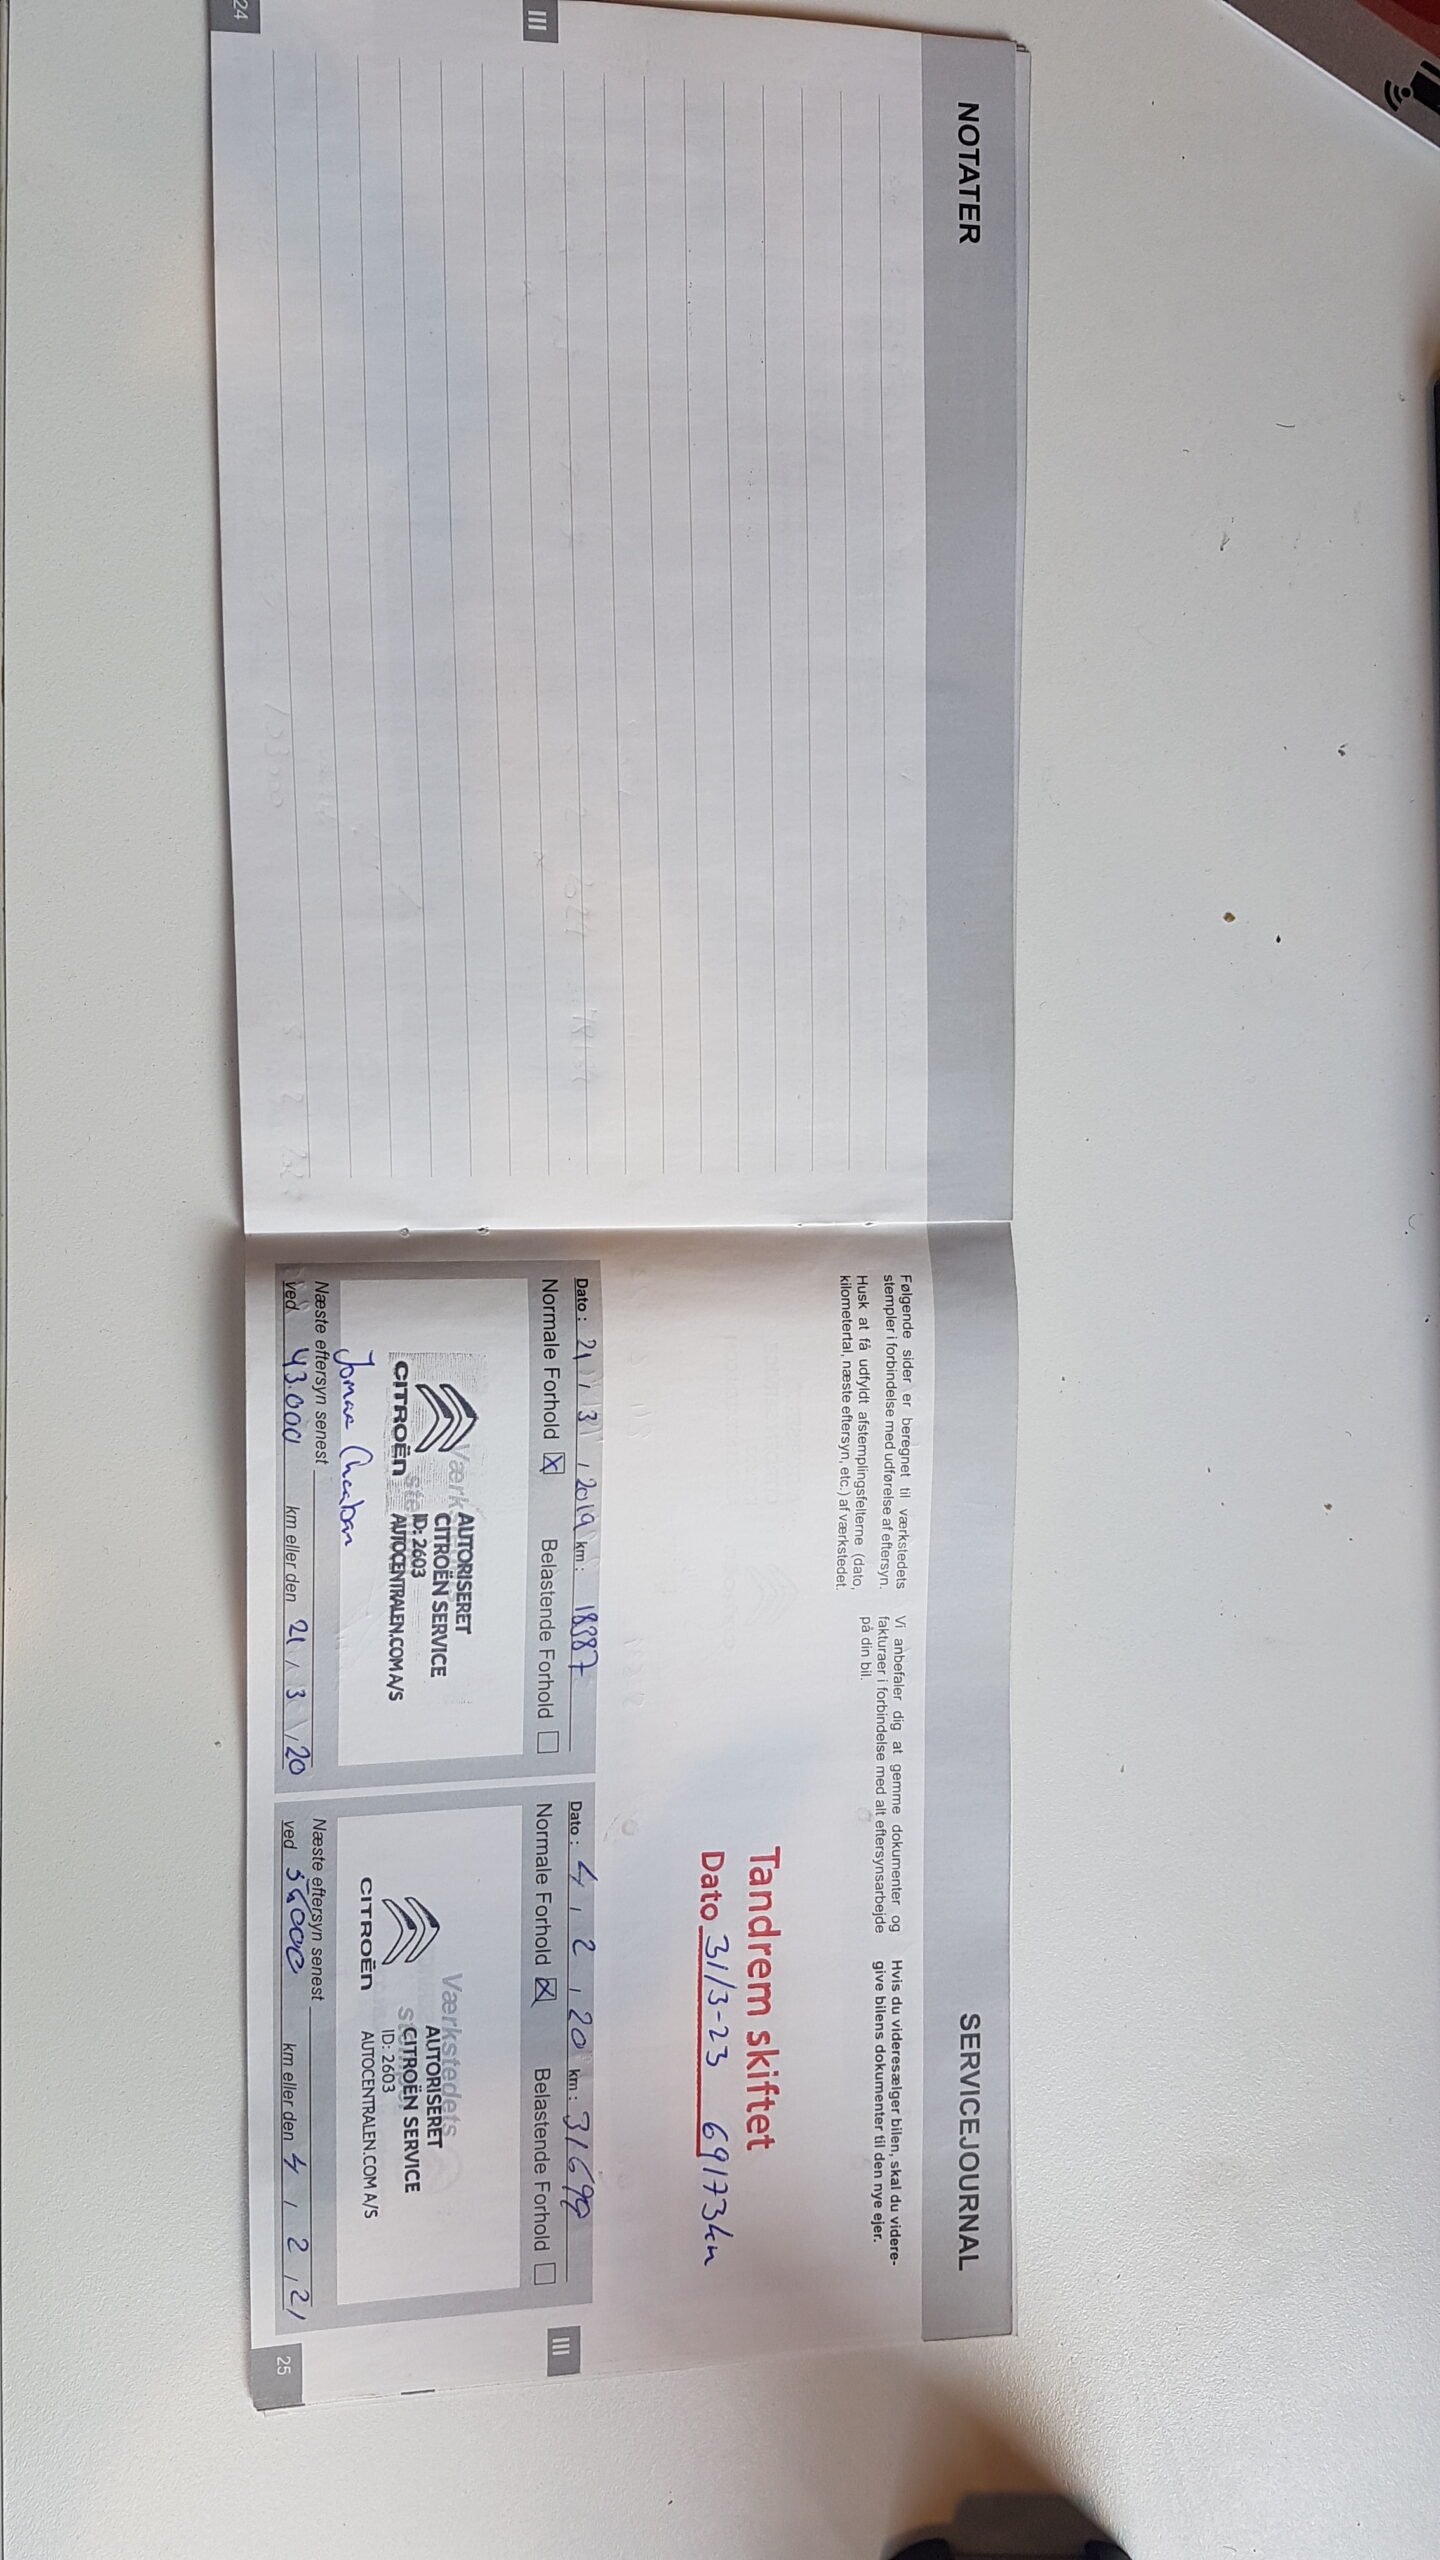 NOTATER
24
III
SERVICEJOURNAL
Følgende sider er beregnet til værkstedets
stempler i forbindelse med udførelse af eftersyn.
Husk at få udfyldt afstemplingsfelterne (dato,
kilometertal, næste eftersyn, etc.) af værkstedet.
Vi anbefaler dig at gemme dokumenter og
fakturaer i forbindelse med alt eftersynsarbejde
på din bil.
Hvis du videresælger bilen, skal du videre-
give bilens dokumenter til den nye ejer.
Tandrem skiftet
Dato 31/3-23 69173km
Dato : 21 , 3 , 2019 km : 18987
Normale Forhold X Belastende Forhold
Værk
AUTORISERET
CITROËN SERVICE
ID: 2603
AUTOCENTRALEN.COM A/S
CITROËN
Næste eftersyn senest
ved 43.000 km eller den 21 , 3 , 20
Dato : 4 , 2 , 20 km : 31699
Normale Forhold X Belastende Forhold
Værkstedets
AUTORISERET
CITROËN SERVICE
ID: 2603
AUTOCENTRALEN.COM A/S
CITROËN
Næste eftersyn senest
ved km eller den 4 , 2 , 21
III
25